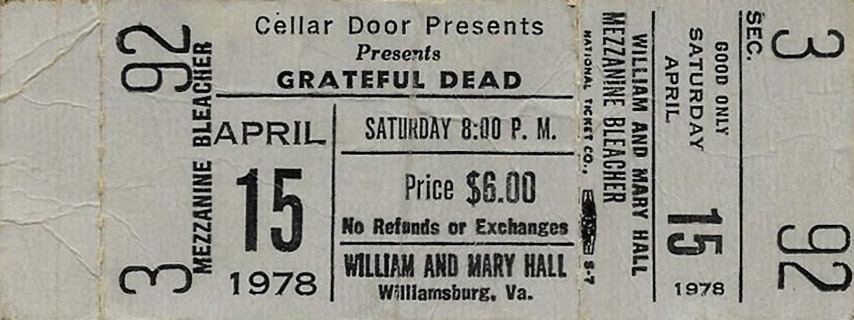 92
3
MEZZANINE BLEACHER
Cellar Door Presents
Presents
GRATEFUL DEAD
APRIL
15
1978
SATURDAY 8:00 P. M.
Price $6.00
No Refunds or Exchanges
WILLIAM AND MARY HALL
Williamsburg, Va.
NATIONAL TICKET CO., S-7
MEZZANINE BLEACHER
WILLIAM AND MARY HALL
GOOD ONLY
SATURDAY
APRIL
15
1978
SEC.
3
92